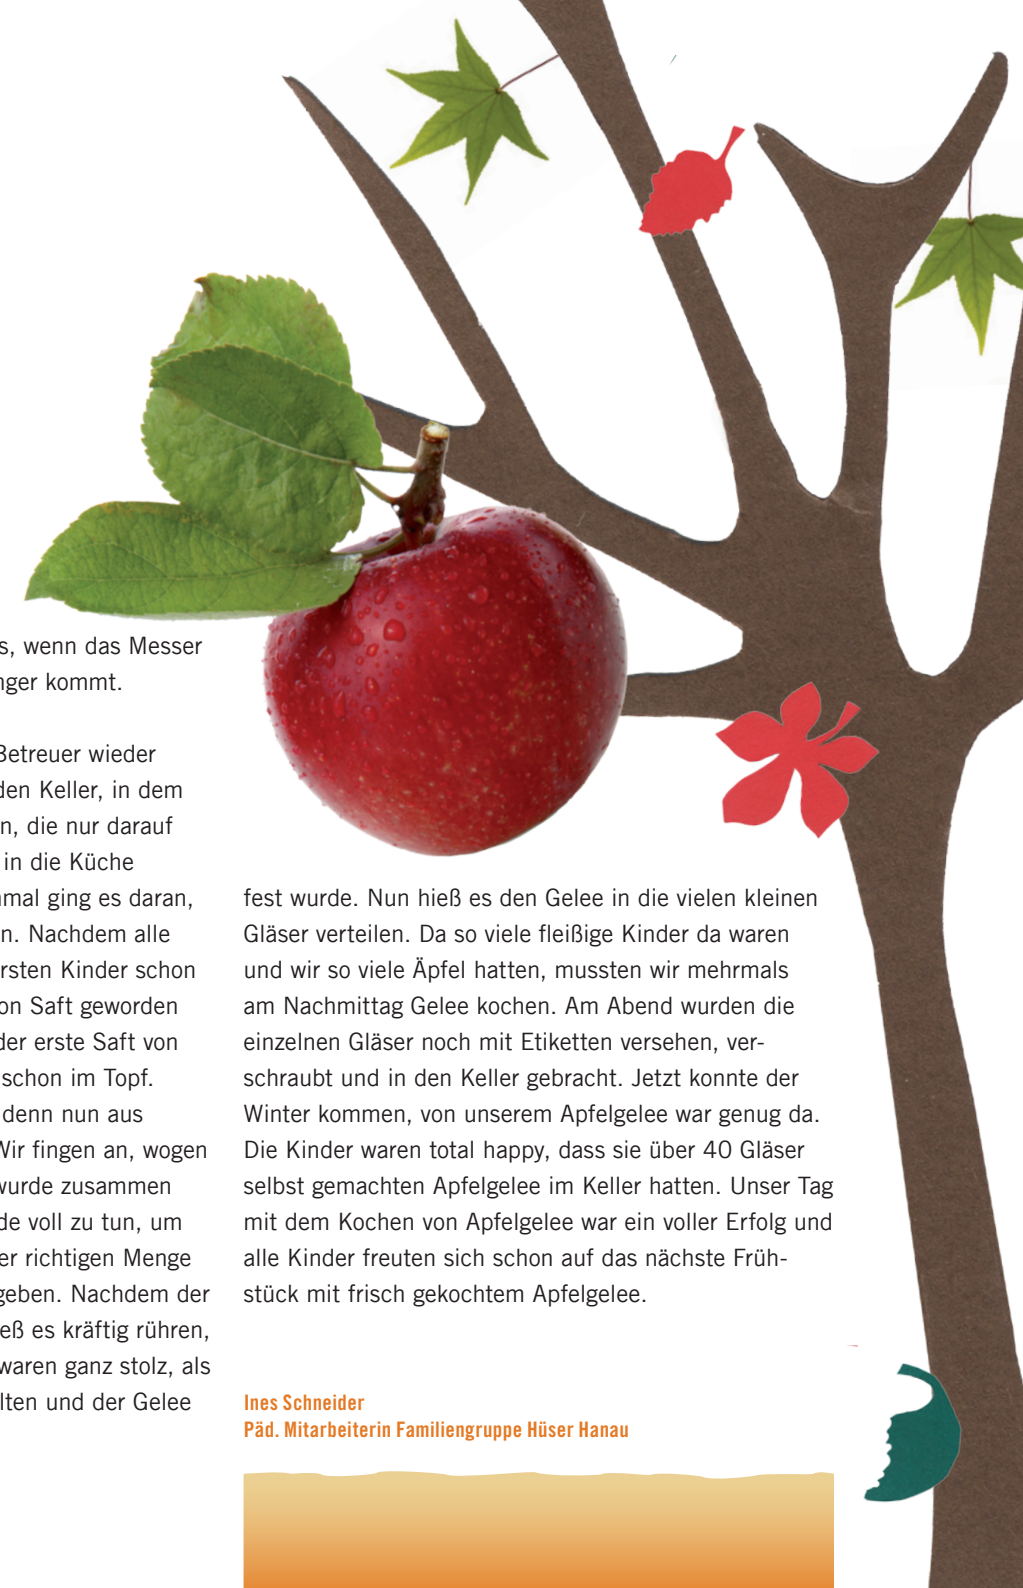 s, wenn das Messer
nger kommt.
Betreuer wieder
den Keller, in dem
n, die nur darauf
in die Küche
mal ging es daran,
n. Nachdem alle
rsten Kinder schon
on Saft geworden
der erste Saft von
schon im Topf.
denn nun aus
Wir fingen an, wogen
wurde zusammen
de voll zu tun, um
er richtigen Menge
geben. Nachdem der
eß es kräftig rühren,
waren ganz stolz, als
lten und der Gelee
fest wurde. Nun hieß es den Gelee in die vielen kleinen
Gläser verteilen. Da so viele fleißige Kinder da waren
und wir so viele Äpfel hatten, mussten wir mehrmals
am Nachmittag Gelee kochen. Am Abend wurden die
einzelnen Gläser noch mit Etiketten versehen, ver-
schraubt und in den Keller gebracht. Jetzt konnte der
Winter kommen, von unserem Apfelgelee war genug da.
Die Kinder waren total happy, dass sie über 40 Gläser
selbst gemachten Apfelgelee im Keller hatten. Unser Tag
mit dem Kochen von Apfelgelee war ein voller Erfolg und
alle Kinder freuten sich schon auf das nächste Früh-
stück mit frisch gekochtem Apfelgelee.
Ines Schneider
Päd. Mitarbeiterin Familiengruppe Hüser Hanau